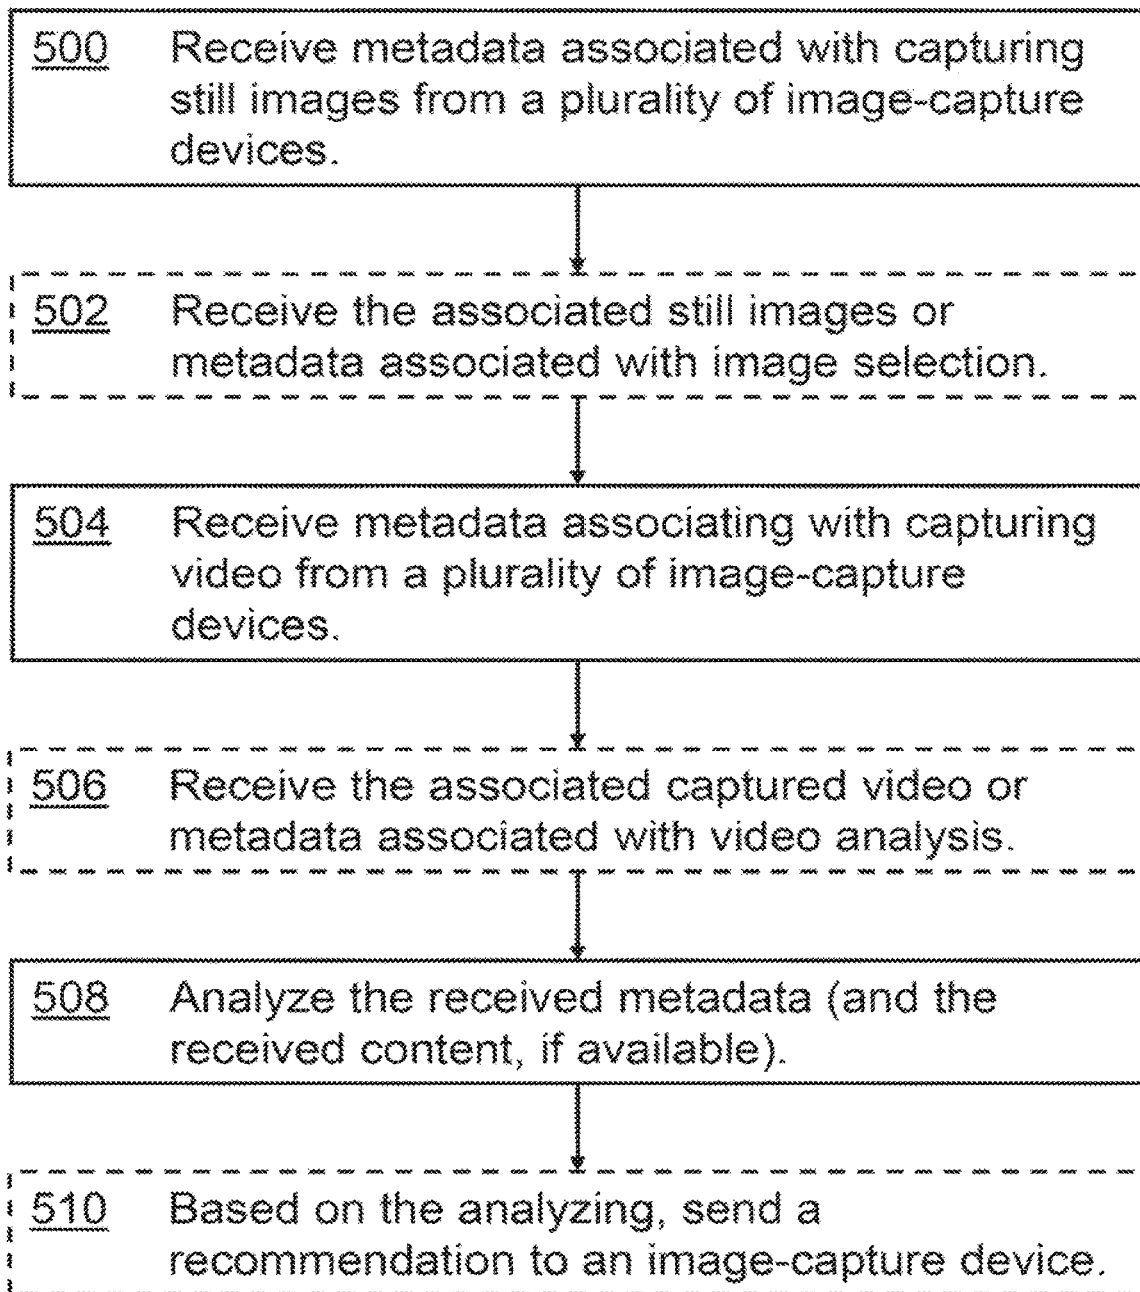 500 Receive metadata associated with capturing
still images from a plurality of image-capture
devices.
502 Receive the associated still images or
metadata associated with image selection.
504 Receive metadata associating with capturing
video from a plurality of image-capture
devices.
506 Receive the associated captured video or
metadata associated with video analysis.
508 Analyze the received metadata (and the
received content, if available).
510 Based on the analyzing, send a
recommendation to an image-capture device.